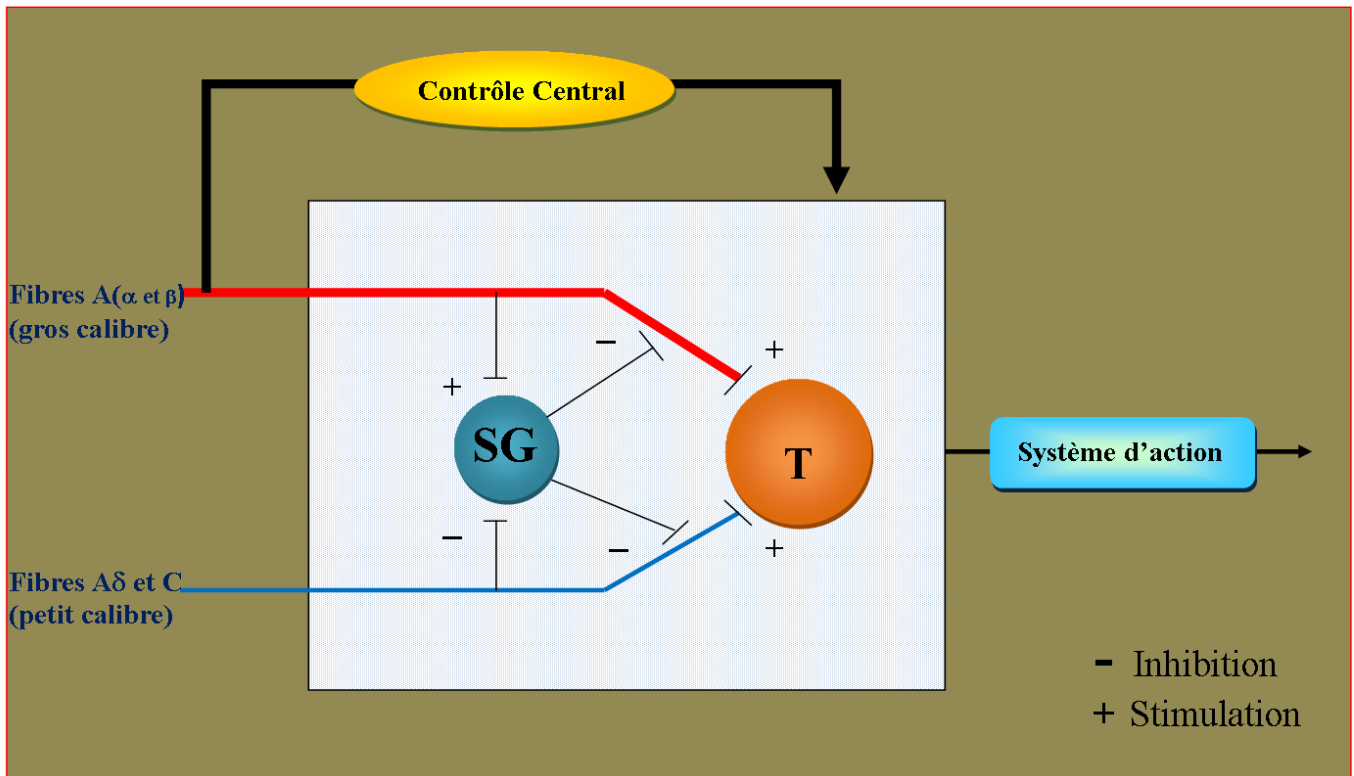 Contrôle Central
Fibres A(α et β)
(gros calibre)
−
+
+
SG
T
Système d’action
−
−
+
Fibres Aδ et C
(petit calibre)
− Inhibition
+ Stimulation